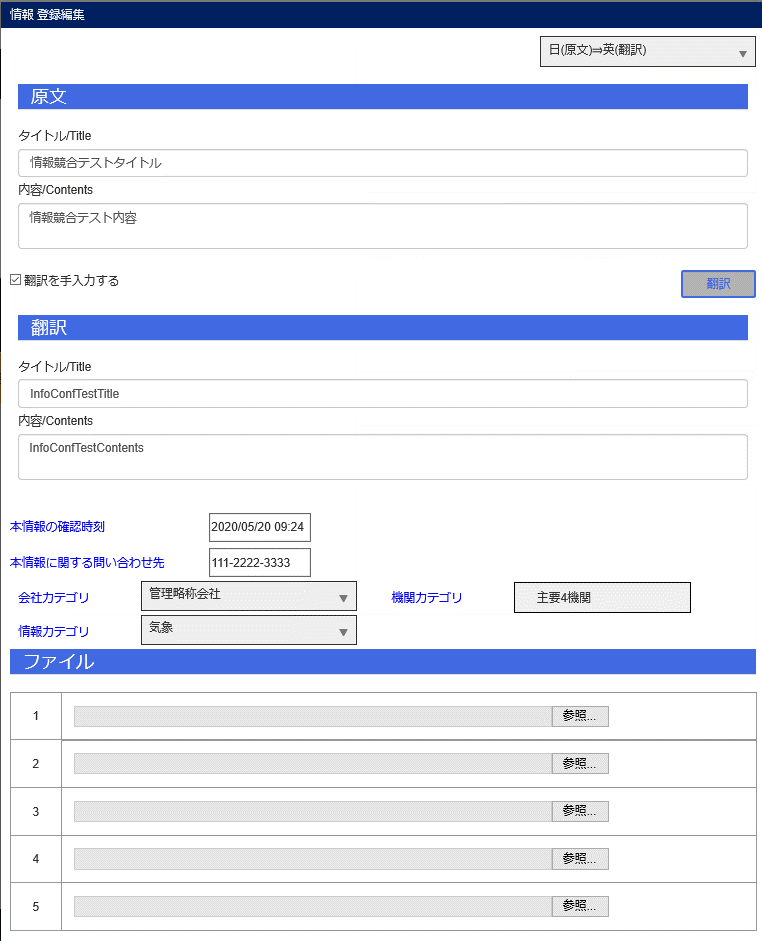 情報 登録編集
日(原文)⇒英(翻訳)
原文
タイトル/Title
情報競合テストタイトル
内容/Contents
情報競合テスト内容
翻訳を手入力する
翻訳
翻訳
タイトル/Title
InfoConfTestTitle
内容/Contents
InfoConfTestContents
本情報の確認時刻 2020/05/20 09:24
本情報に関する問い合わせ先 111-2222-3333
会社カテゴリ 管理略称会社 機関カテゴリ 主要4機関
情報カテゴリ 気象
ファイル
1 参照...
2 参照...
3 参照...
4 参照...
5 参照...